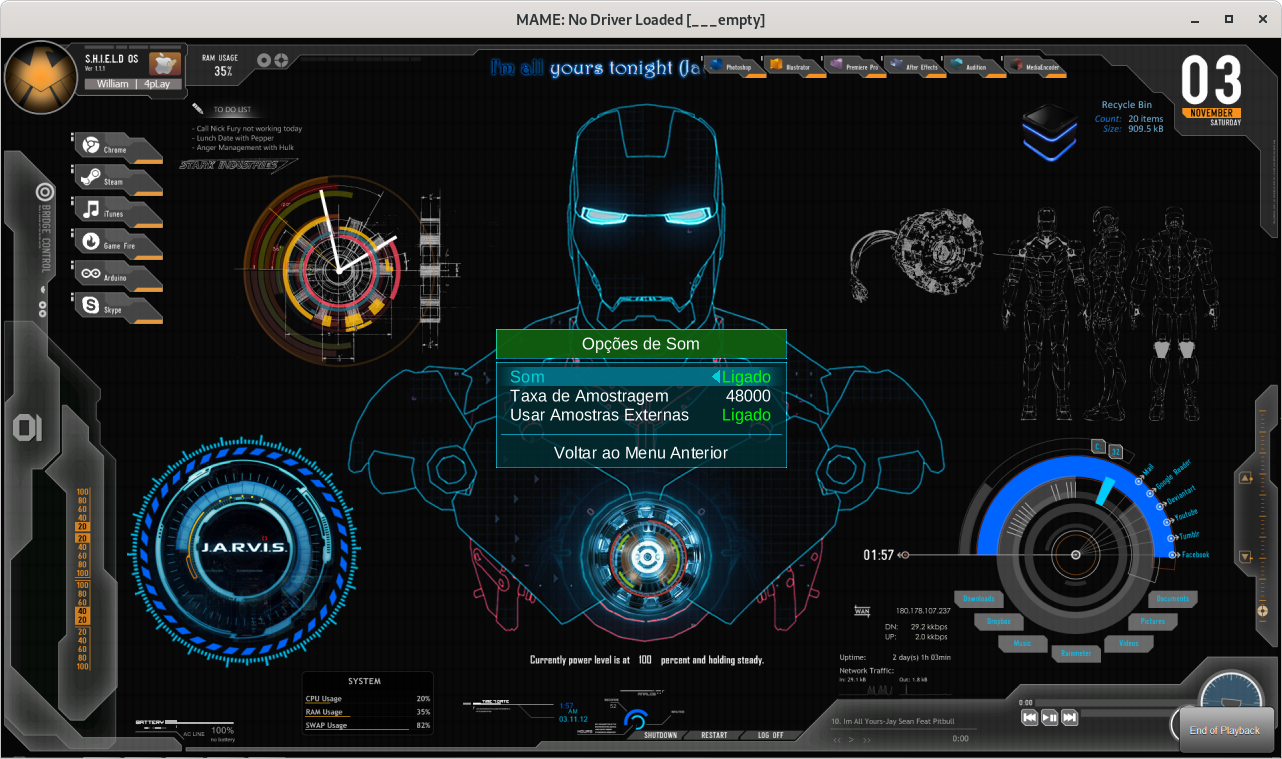 MAME: No Driver Loaded [___empty]
S.H.I.E.L.D OS
Ver 1.1.1
William | 4pLay
RAM USAGE
35%
I'm all yours tonight (Ja
Photoshop
Illustrator
Premiere Pro
After Effects
Audition
MediaEncoder
03
NOVEMBER
SATURDAY
Recycle Bin
Count: 20 items
Size: 909.5 kB
TO DO LIST
- Call Nick Fury not working today
- Lunch Date with Pepper
- Anger Management with Hulk
STARK INDUSTRIES
Chrome
Steam
iTunes
Game Fire
Arduino
Skype
BRIDGE CONTROL
01
Opções de Som
Som Ligado
Taxa de Amostragem 48000
Usar Amostras Externas Ligado
Voltar ao Menu Anterior
J.A.R.V.I.S.
100
80
60
40
20
20
40
60
80
100
100
80
60
40
20
20
40
60
80
100
C
32
Mail
Google Reader
Deviantart
Youtube
Tumblr
Facebook
01:57
Downloads
Dropbox
Music
Rainmeter
Videos
Pictures
Documents
WAN
180.178.107.237
DN: 29.2 kkbps
UP: 2.0 kkbps
Uptime: 2 day(s) 1h 03min
Network Traffic:
In: 29.1 kB Out: 1.8 kB
Currently power level is at 100 percent and holding steady.
SYSTEM
CPU Usage 20%
RAM Usage 35%
SWAP Usage 82%
BATTERY
AC LINE
100%
no battery
TIME & DATE
1:57
AM
03.11.12
HOURS
52
MINUTES
SHUTDOWN
RESTART
LOG OFF
10. Im All Yours-Jay Sean Feat Pitbull
<< > >>
0:00
0:00
End of Playback